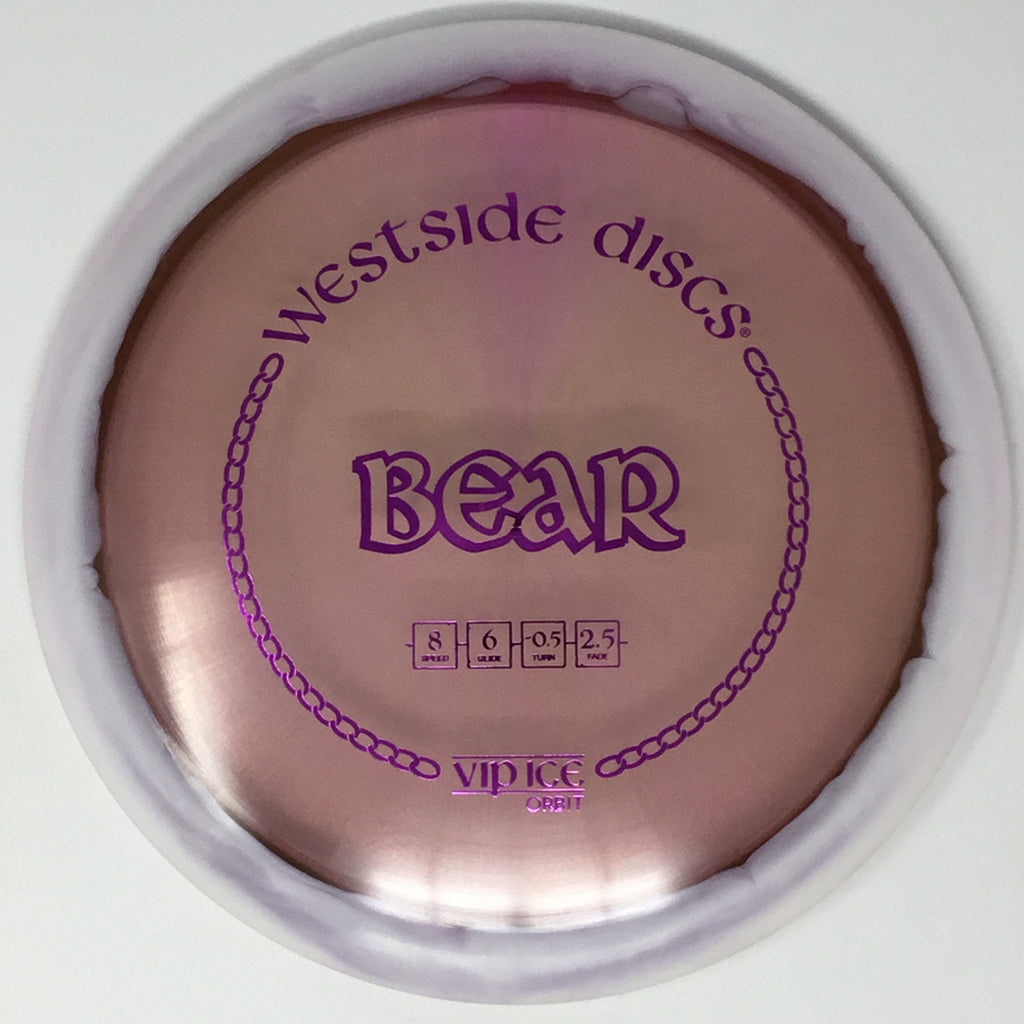 Westside discs®
BEAR
8 6 -0.5 2.5
SPEED GLIDE TURN FADE
VIP ICE
ORBIT